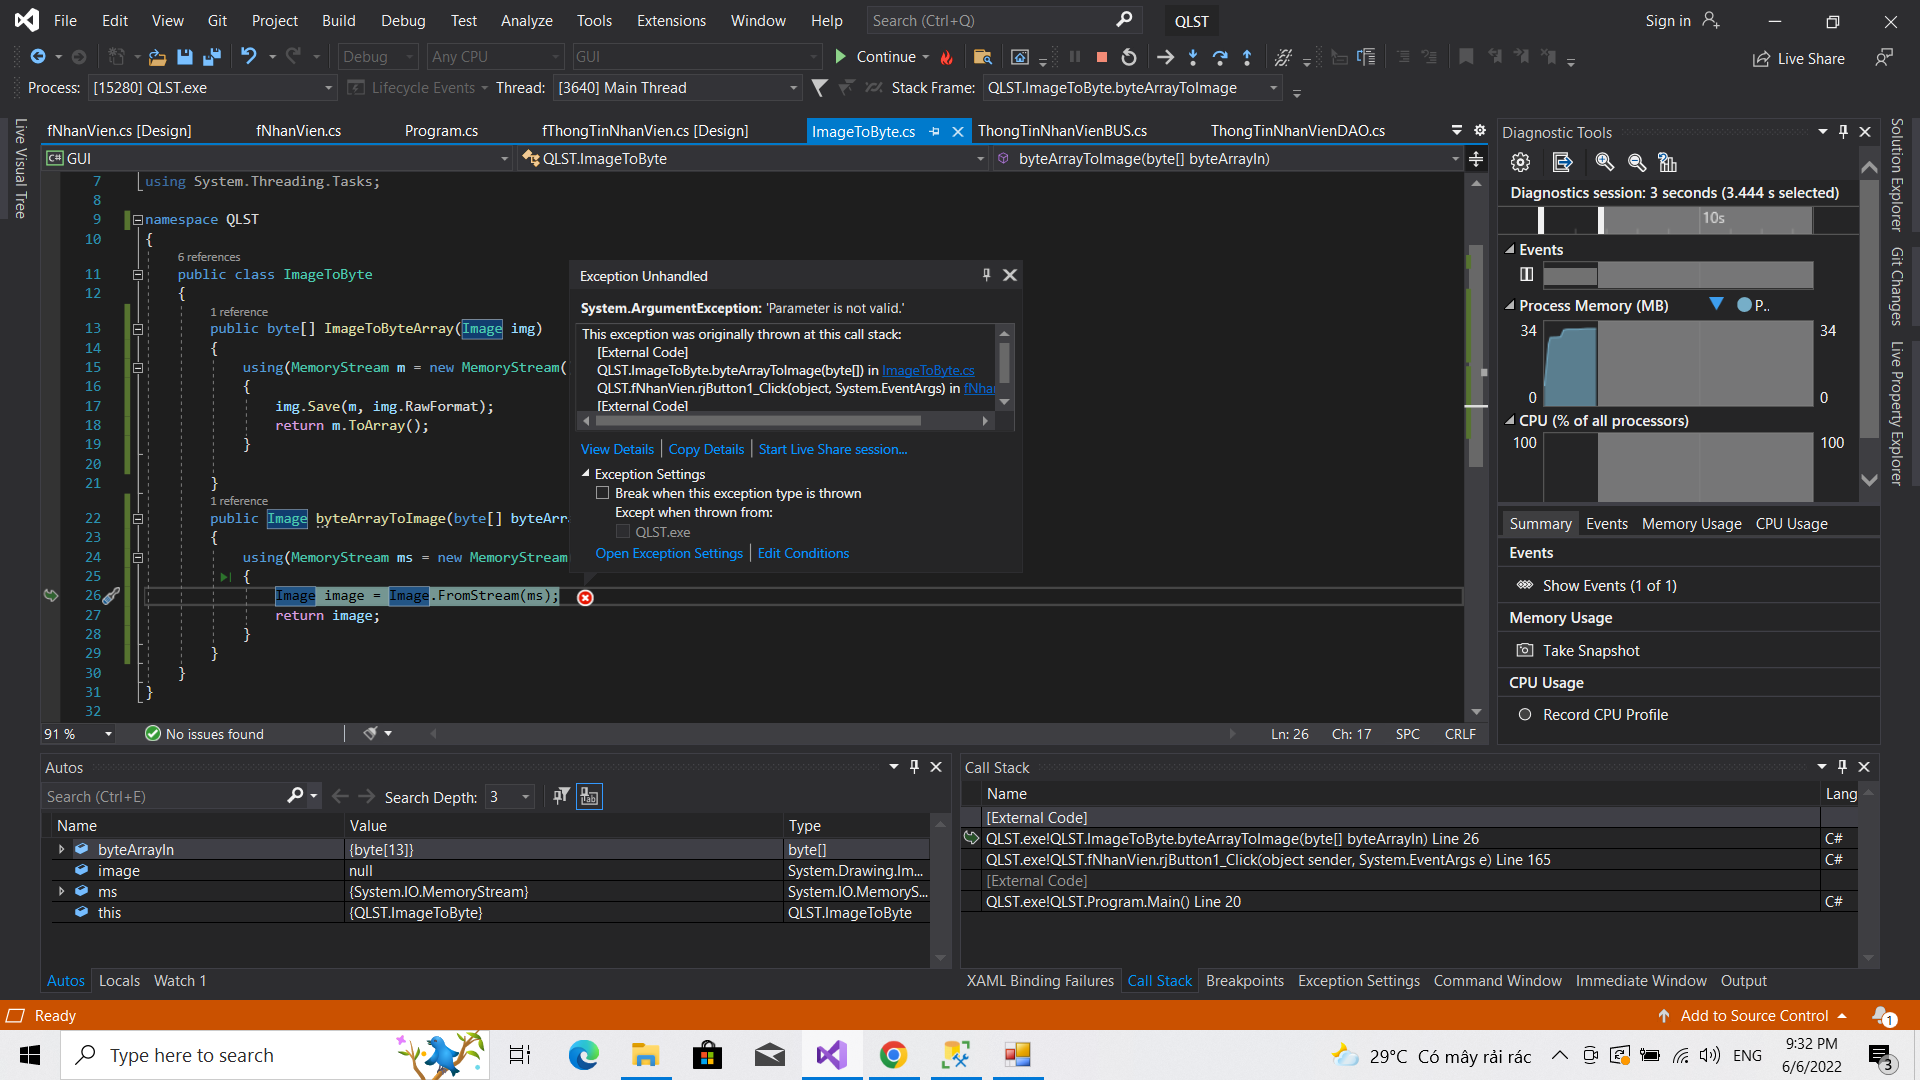 File Edit View Git Project Build Debug Test Analyze Tools Extensions Window Help Search (Ctrl+Q) QLST Sign in
Debug Any CPU GUI Continue Live Share
Process: [15280] QLST.exe Lifecycle Events Thread: [3640] Main Thread Stack Frame: QLST.ImageToByte.byteArrayToImage
Live Visual Tree
fNhanVien.cs [Design] fNhanVien.cs Program.cs fThongTinNhanVien.cs [Design] ImageToByte.cs ThongTinNhanVienBUS.cs ThongTinNhanVienDAO.cs
C# GUI QLST.ImageToByte byteArrayToImage(byte[] byteArrayIn)
7 using System.Threading.Tasks;
8
9 namespace QLST
10 {
6 references
11 public class ImageToByte
12 {
1 reference
13 public byte[] ImageToByteArray(Image img)
14 {
15 using(MemoryStream m = new MemoryStream(
16 {
17 img.Save(m, img.RawFormat);
18 return m.ToArray();
19 }
20
21 }
1 reference
22 public Image byteArrayToImage(byte[] byteArr
23 {
24 using(MemoryStream ms = new MemoryStream
25 {
26 Image image = Image.FromStream(ms);
27 return image;
28 }
29 }
30 }
31 }
32
Exception Unhandled
System.ArgumentException: 'Parameter is not valid.'
This exception was originally thrown at this call stack:
[External Code]
QLST.ImageToByte.byteArrayToImage(byte[]) in ImageToByte.cs
QLST.fNhanVien.rjButton1_Click(object, System.EventArgs) in fNha
[External Code]
View Details Copy Details Start Live Share session...
Exception Settings
Break when this exception type is thrown
Except when thrown from:
QLST.exe
Open Exception Settings Edit Conditions
91 % No issues found Ln: 26 Ch: 17 SPC CRLF
Diagnostic Tools
Diagnostics session: 3 seconds (3.444 s selected)
10s
Events
Process Memory (MB) P..
34 34
0 0
CPU (% of all processors)
100 100
Summary Events Memory Usage CPU Usage
Events
Show Events (1 of 1)
Memory Usage
Take Snapshot
CPU Usage
Record CPU Profile
Solution Explorer
Git Changes
Live Property Explorer
Autos
Search (Ctrl+E) Search Depth: 3
Name Value Type
byteArrayIn {byte[13]} byte[]
image null System.Drawing.Im...
ms {System.IO.MemoryStream} System.IO.MemoryS...
this {QLST.ImageToByte} QLST.ImageToByte
Autos Locals Watch 1
Call Stack
Name Lang
[External Code]
QLST.exe!QLST.ImageToByte.byteArrayToImage(byte[] byteArrayIn) Line 26 C#
QLST.exe!QLST.fNhanVien.rjButton1_Click(object sender, System.EventArgs e) Line 165 C#
[External Code]
QLST.exe!QLST.Program.Main() Line 20 C#
XAML Binding Failures Call Stack Breakpoints Exception Settings Command Window Immediate Window Output
Ready Add to Source Control 1
Type here to search 29°C Có mây rải rác ENG 9:32 PM 3
6/6/2022